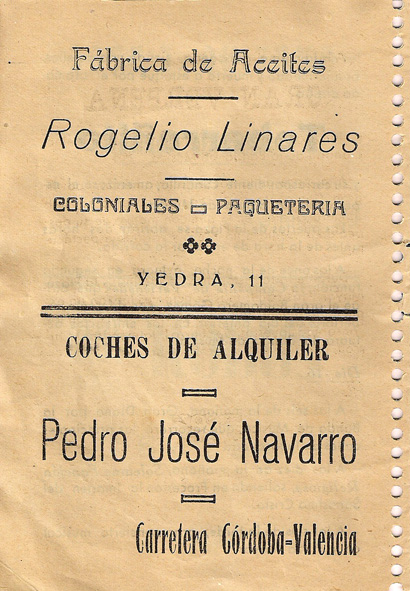 Fábrica de Aceites
Rogelio Linares
COLONIALES - PAQUETERIA
YEDRA, 11
COCHES DE ALQUILER
Pedro José Navarro
Carretera Córdoba=Valencia